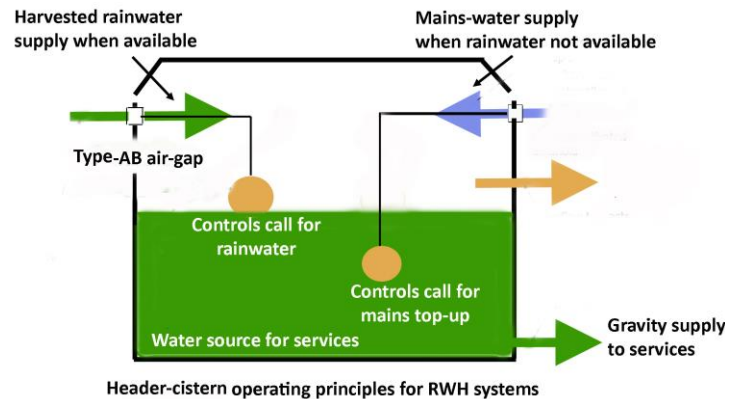 Harvested rainwater
supply when available
Mains-water supply
when rainwater not available
Type-AB air-gap
Controls call for
rainwater
Controls call for
mains top-up
Water source for services
Gravity supply
to services
Header-cistern operating principles for RWH systems